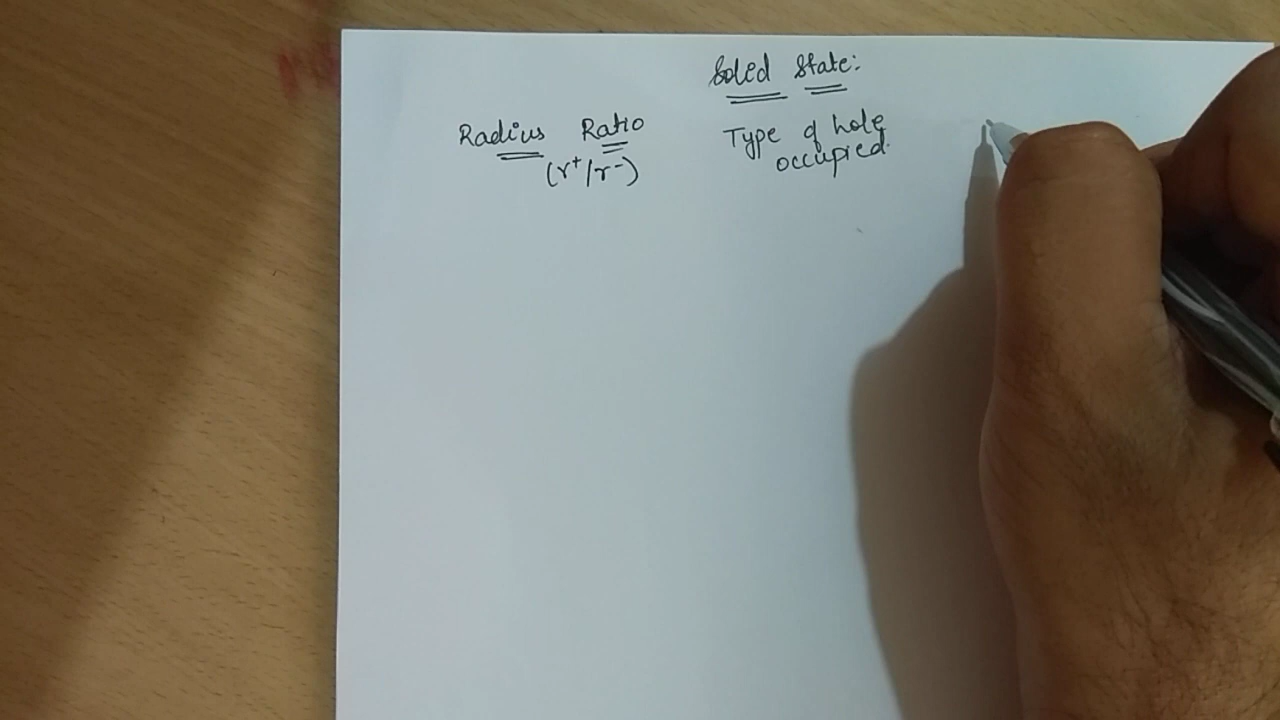 Solid State:
Radius Ratio
(r⁺/r⁻)
Type of hole
occupied.